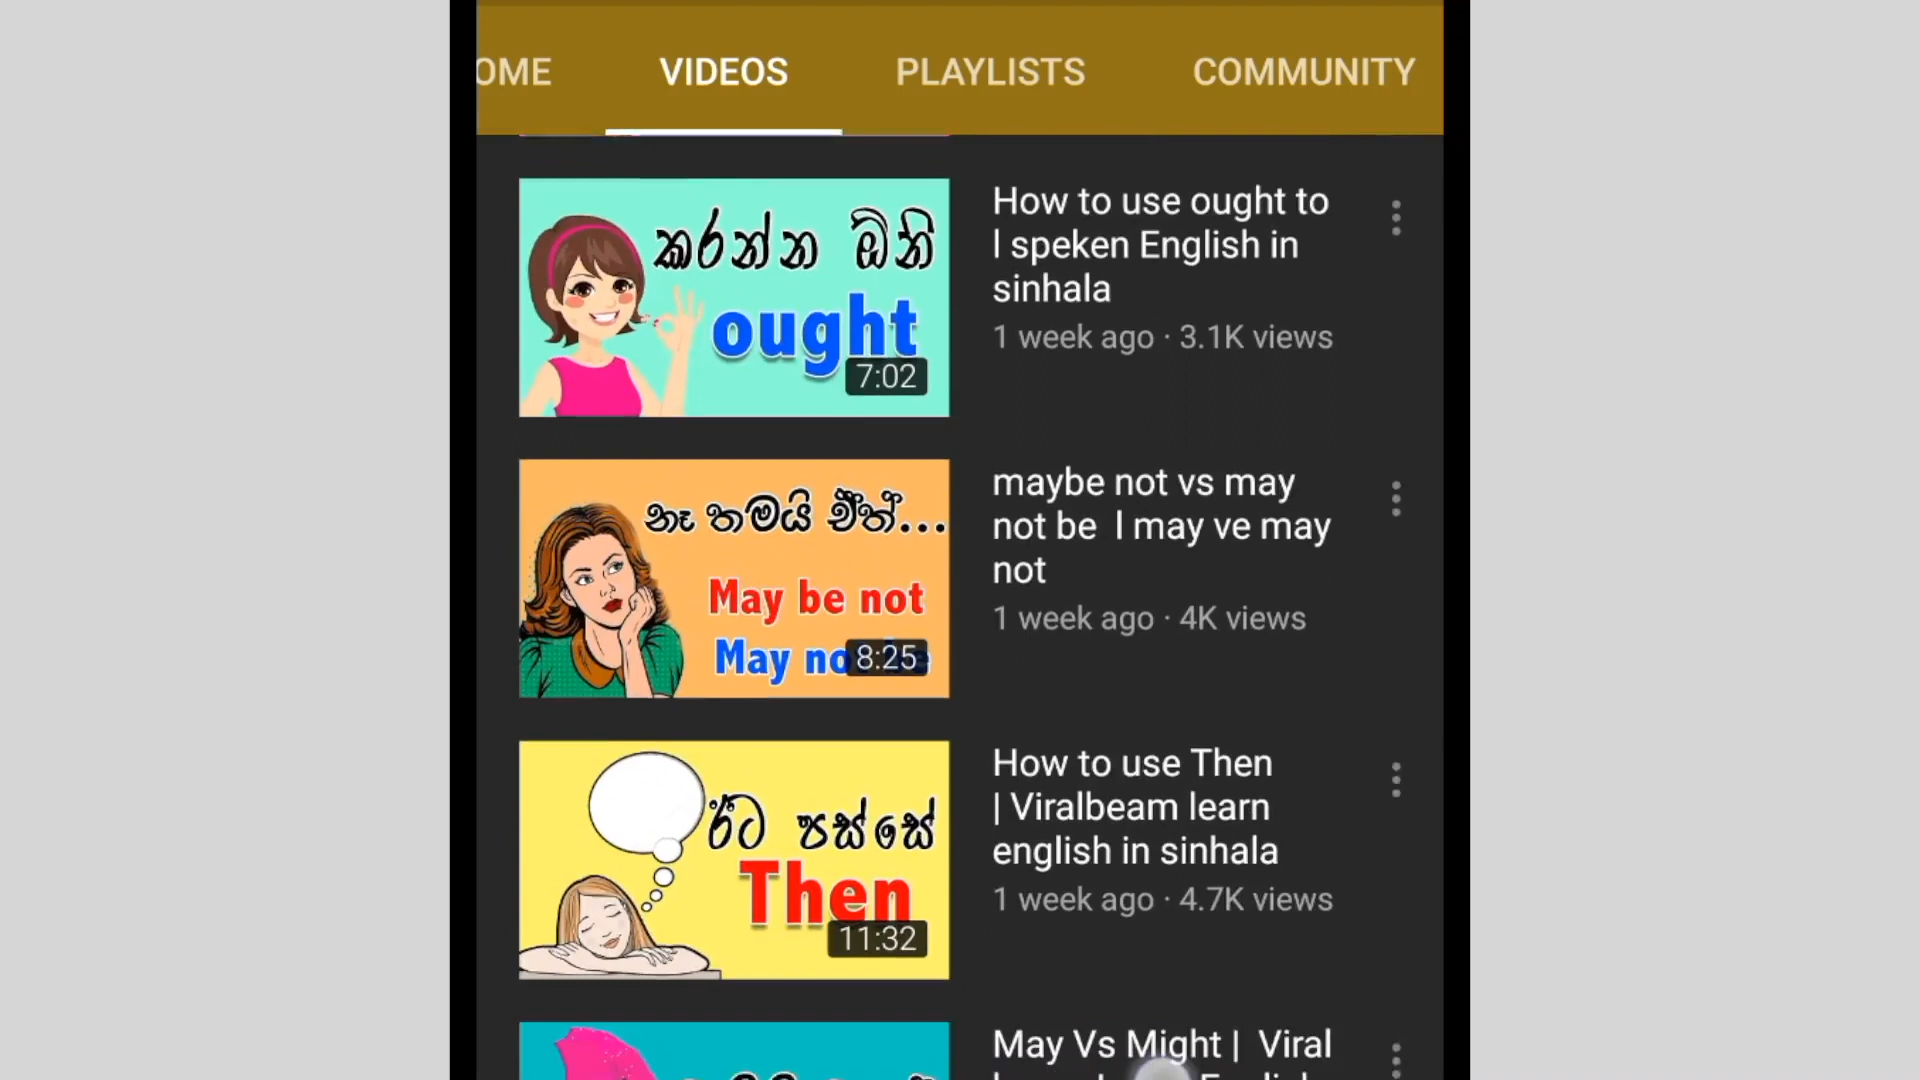 OME VIDEOS PLAYLISTS COMMUNITY
කරන්න ඕනි
ought
7:02
How to use ought to
l speken English in
sinhala
1 week ago · 3.1K views
නෑ තමයි ඒත්...
May be not
May no
8:25
maybe not vs may
not be l may ve may
not
1 week ago · 4K views
ඊට පස්සේ
Then
11:32
How to use Then
| Viralbeam learn
english in sinhala
1 week ago · 4.7K views
May Vs Might | Viral